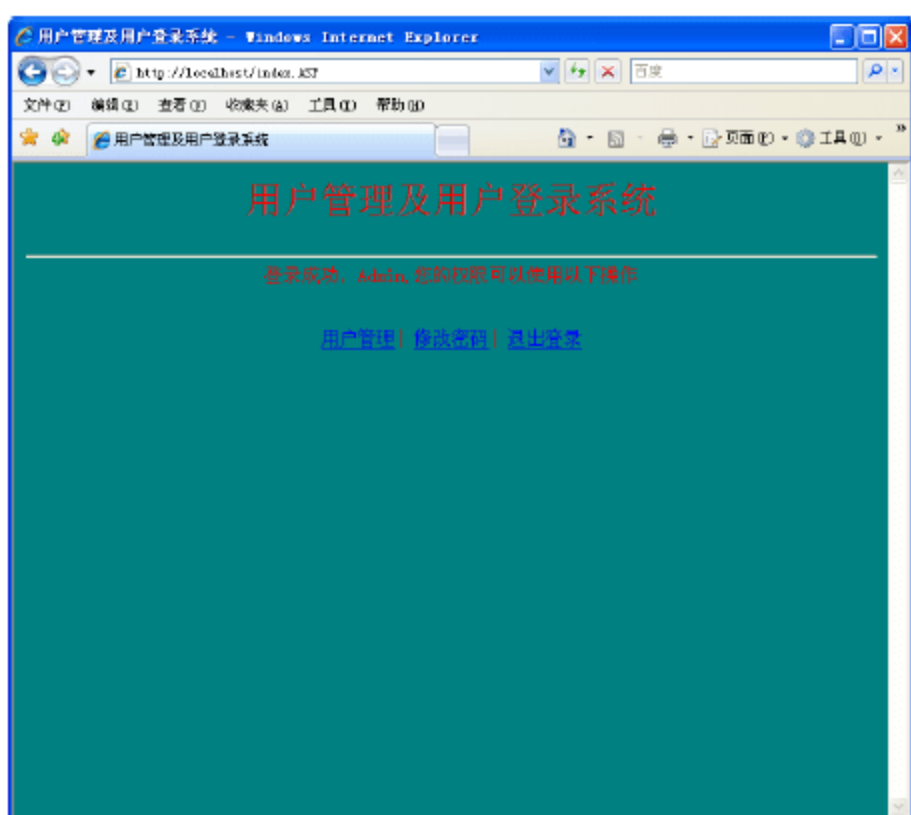 用户管理及用户登录系统 - Windows Internet Explorer
http://localhost/index.ASP 百度
文件(F) 编辑(E) 查看(V) 收藏夹(A) 工具(T) 帮助(H)
用户管理及用户登录系统 页面(P) 工具(O) »
用户管理及用户登录系统
登录成功, Admin,您的权限可以使用以下操作
用户管理| 修改密码| 退出登录